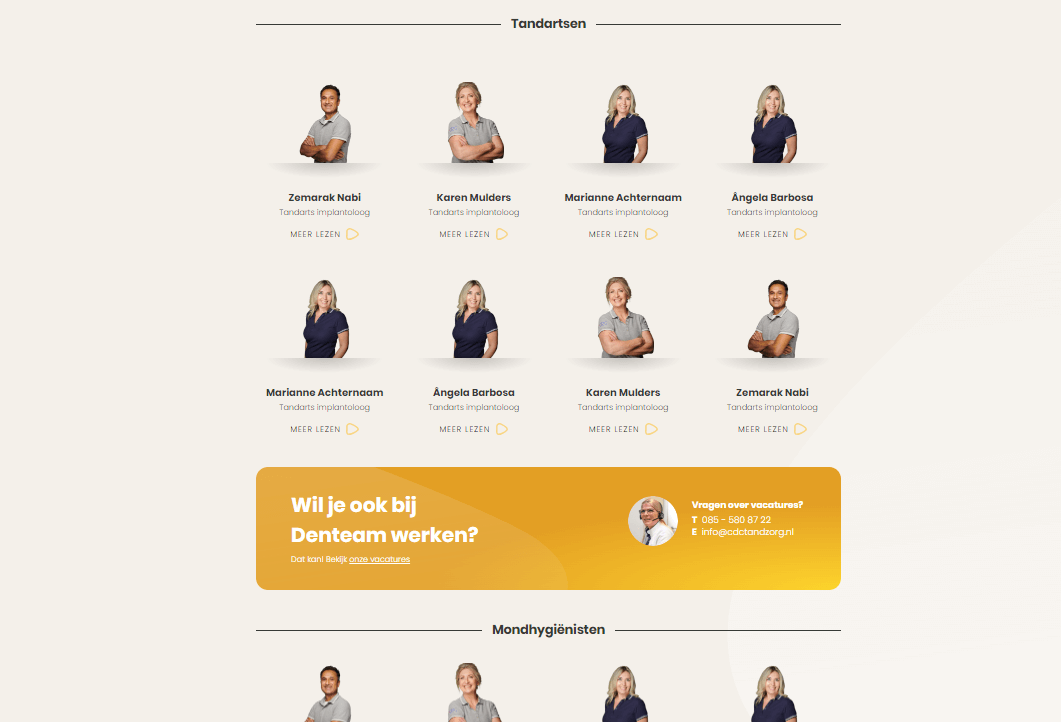 Tandartsen
Zemarak Nabi
Karen Mulders
Marianne Achternaam
Ângela Barbosa
Tandarts implantoloog
Tandarts implantoloog
Tandarts implantoloog
Tandarts implantoloog
MEER LEZEN
MEER LEZEN
MEER LEZEN
MEER LEZEN
Marianne Achternaam
Ângela Barbosa
Karen Mulders
Zemarak Nabi
Tandarts implantoloog
Tandarts implantoloog
Tandarts implantoloog
Tandarts implantoloog
MEER LEZEN
MEER LEZEN
MEER LEZEN
MEER LEZEN
Wil je ook bij
Denteam werken?
Dat kan! Bekijk onze vacatures
Vragen over vacatures?
T 085 - 580 87 22
E info@cdctandzorg.nl
Mondhygiënisten